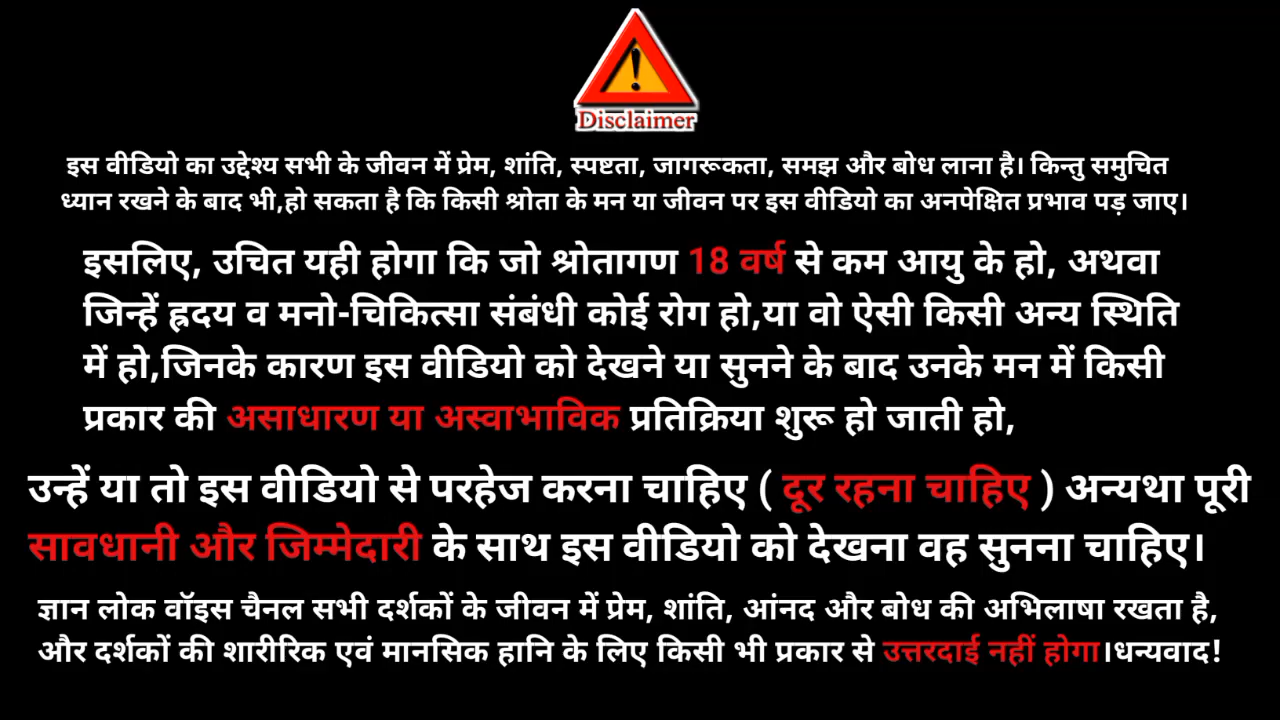 Disclaimer
इस वीडियो का उद्देश्य सभी के जीवन में प्रेम, शांति, स्पष्टता, जागरूकता, समझ और बोध लाना है। किन्तु समुचित
ध्यान रखने के बाद भी,हो सकता है कि किसी श्रोता के मन या जीवन पर इस वीडियो का अनपेक्षित प्रभाव पड़ जाए।
इसलिए, उचित यही होगा कि जो श्रोतागण 18 वर्ष से कम आयु के हो, अथवा
जिन्हें ह्रदय व मनो-चिकित्सा संबंधी कोई रोग हो,या वो ऐसी किसी अन्य स्थिति
में हो,जिनके कारण इस वीडियो को देखने या सुनने के बाद उनके मन में किसी
प्रकार की असाधारण या अस्वाभाविक प्रतिक्रिया शुरू हो जाती हो,
उन्हें या तो इस वीडियो से परहेज करना चाहिए ( दूर रहना चाहिए ) अन्यथा पूरी
सावधानी और जिम्मेदारी के साथ इस वीडियो को देखना वह सुनना चाहिए।
ज्ञान लोक वॉइस चैनल सभी दर्शकों के जीवन में प्रेम, शांति, आंनद और बोध की अभिलाषा रखता है,
और दर्शकों की शारीरिक एवं मानसिक हानि के लिए किसी भी प्रकार से उत्तरदाई नहीं होगा।धन्यवाद!